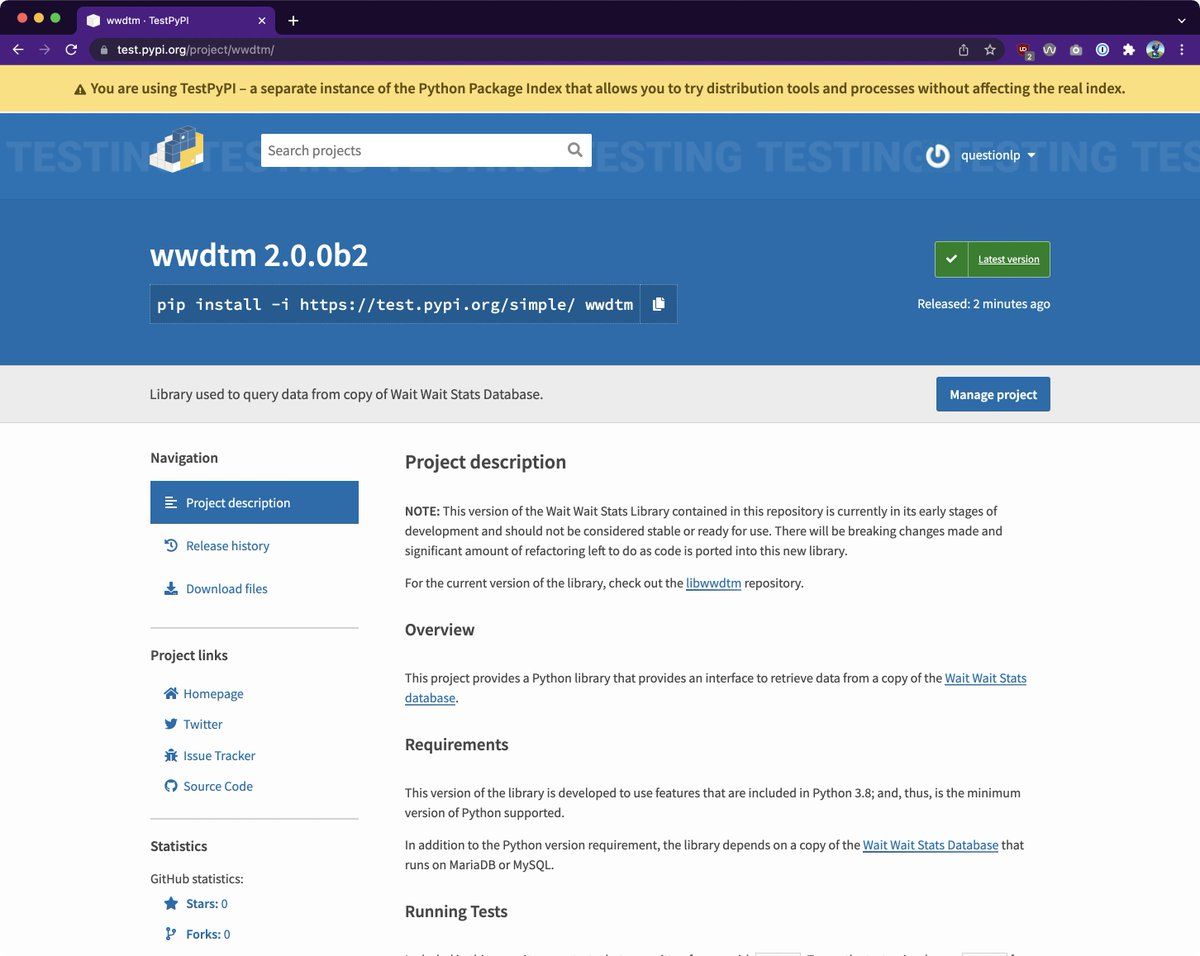 wwdtm · TestPyPI
test.pypi.org/project/wwdtm/
2
You are using TestPyPI – a separate instance of the Python Package Index that allows you to try distribution tools and processes without affecting the real index.
TESTING TESTING TESTING TESTING TESTING TESTING
Search projects
questionlp
wwdtm 2.0.0b2
Latest version
pip install -i https://test.pypi.org/simple/ wwdtm
Released: 2 minutes ago
Library used to query data from copy of Wait Wait Stats Database.
Manage project
Navigation
Project description
Release history
Download files
Project links
Homepage
Twitter
Issue Tracker
Source Code
Statistics
GitHub statistics:
Stars: 0
Forks: 0
Project description
NOTE: This version of the Wait Wait Stats Library contained in this repository is currently in its early stages of
development and should not be considered stable or ready for use. There will be breaking changes made and
significant amount of refactoring left to do as code is ported into this new library.
For the current version of the library, check out the libwwdtm repository.
Overview
This project provides a Python library that provides an interface to retrieve data from a copy of the Wait Wait Stats
database.
Requirements
This version of the library is developed to use features that are included in Python 3.8; and, thus, is the minimum
version of Python supported.
In addition to the Python version requirement, the library depends on a copy of the Wait Wait Stats Database that
runs on MariaDB or MySQL.
Running Tests